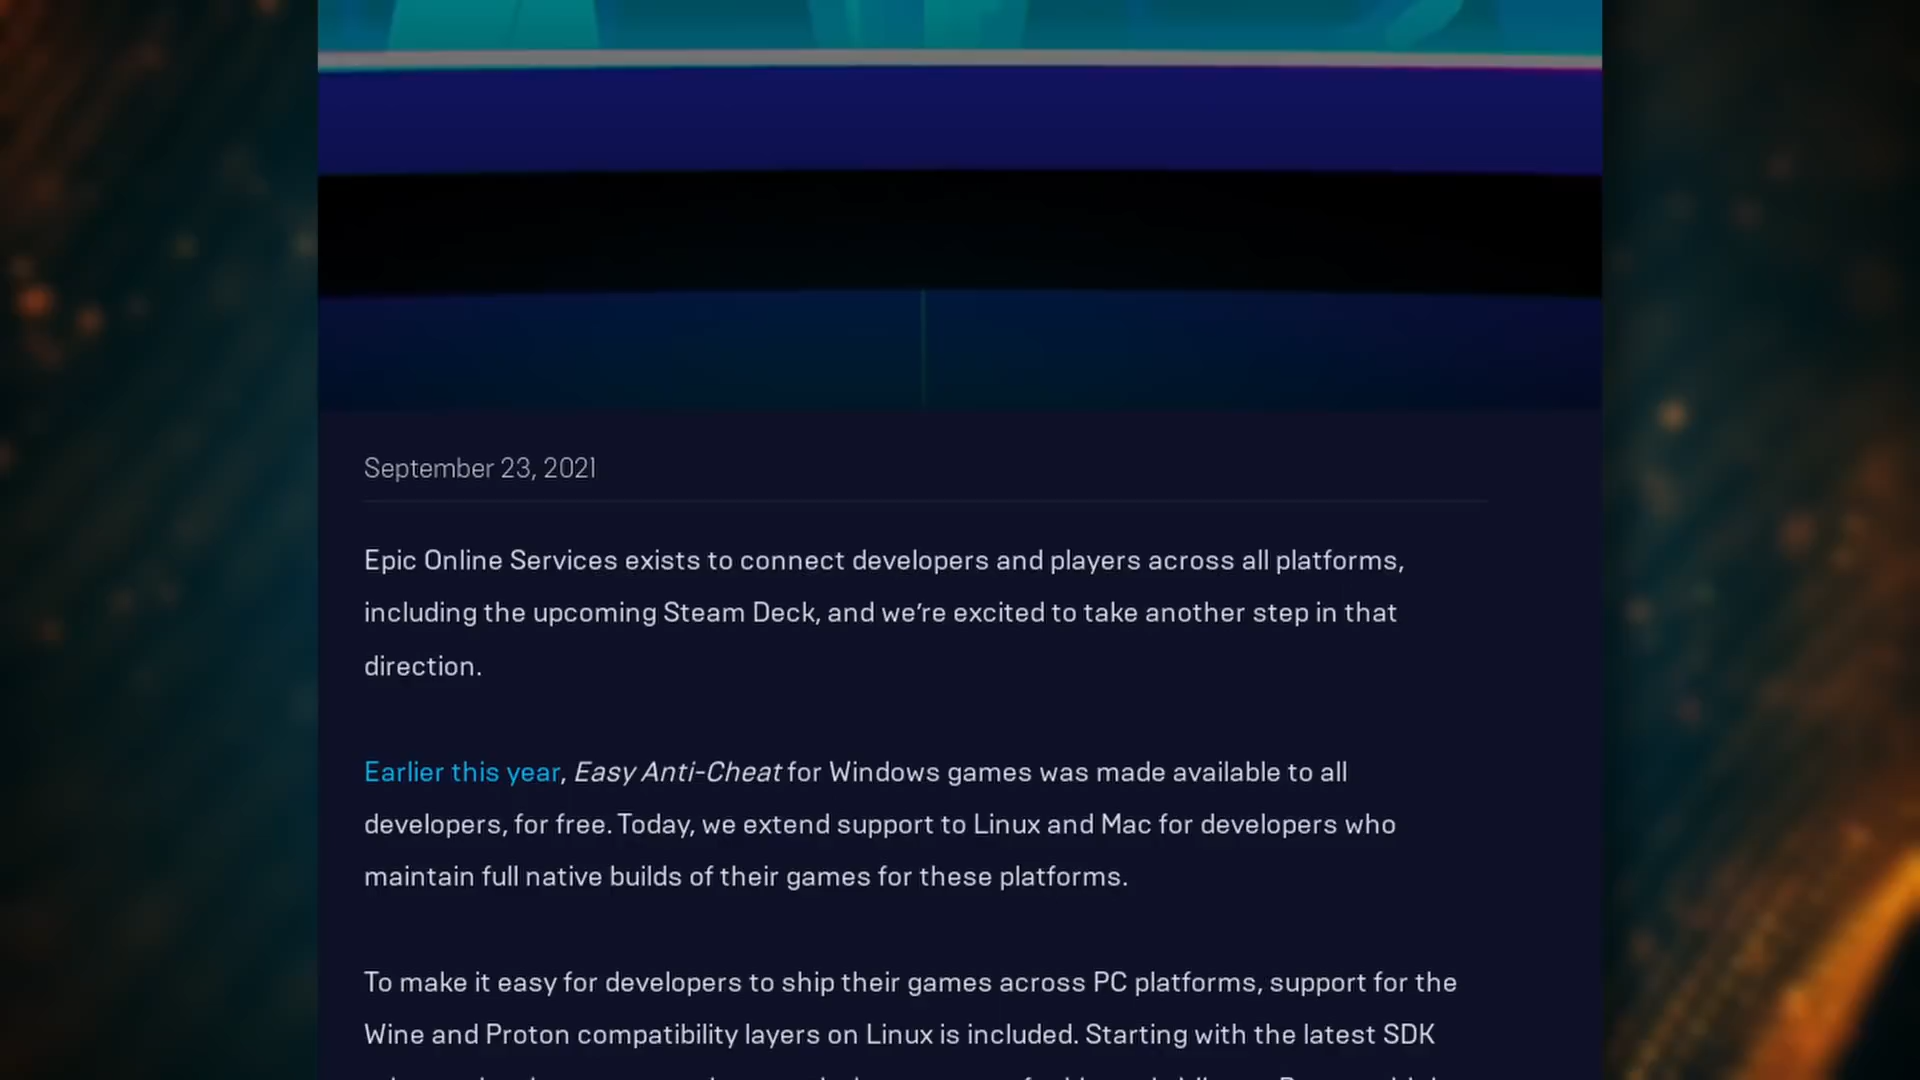 September 23, 2021
Epic Online Services exists to connect developers and players across all platforms,
including the upcoming Steam Deck, and we’re excited to take another step in that
direction.
Earlier this year, Easy Anti-Cheat for Windows games was made available to all
developers, for free. Today, we extend support to Linux and Mac for developers who
maintain full native builds of their games for these platforms.
To make it easy for developers to ship their games across PC platforms, support for the
Wine and Proton compatibility layers on Linux is included. Starting with the latest SDK